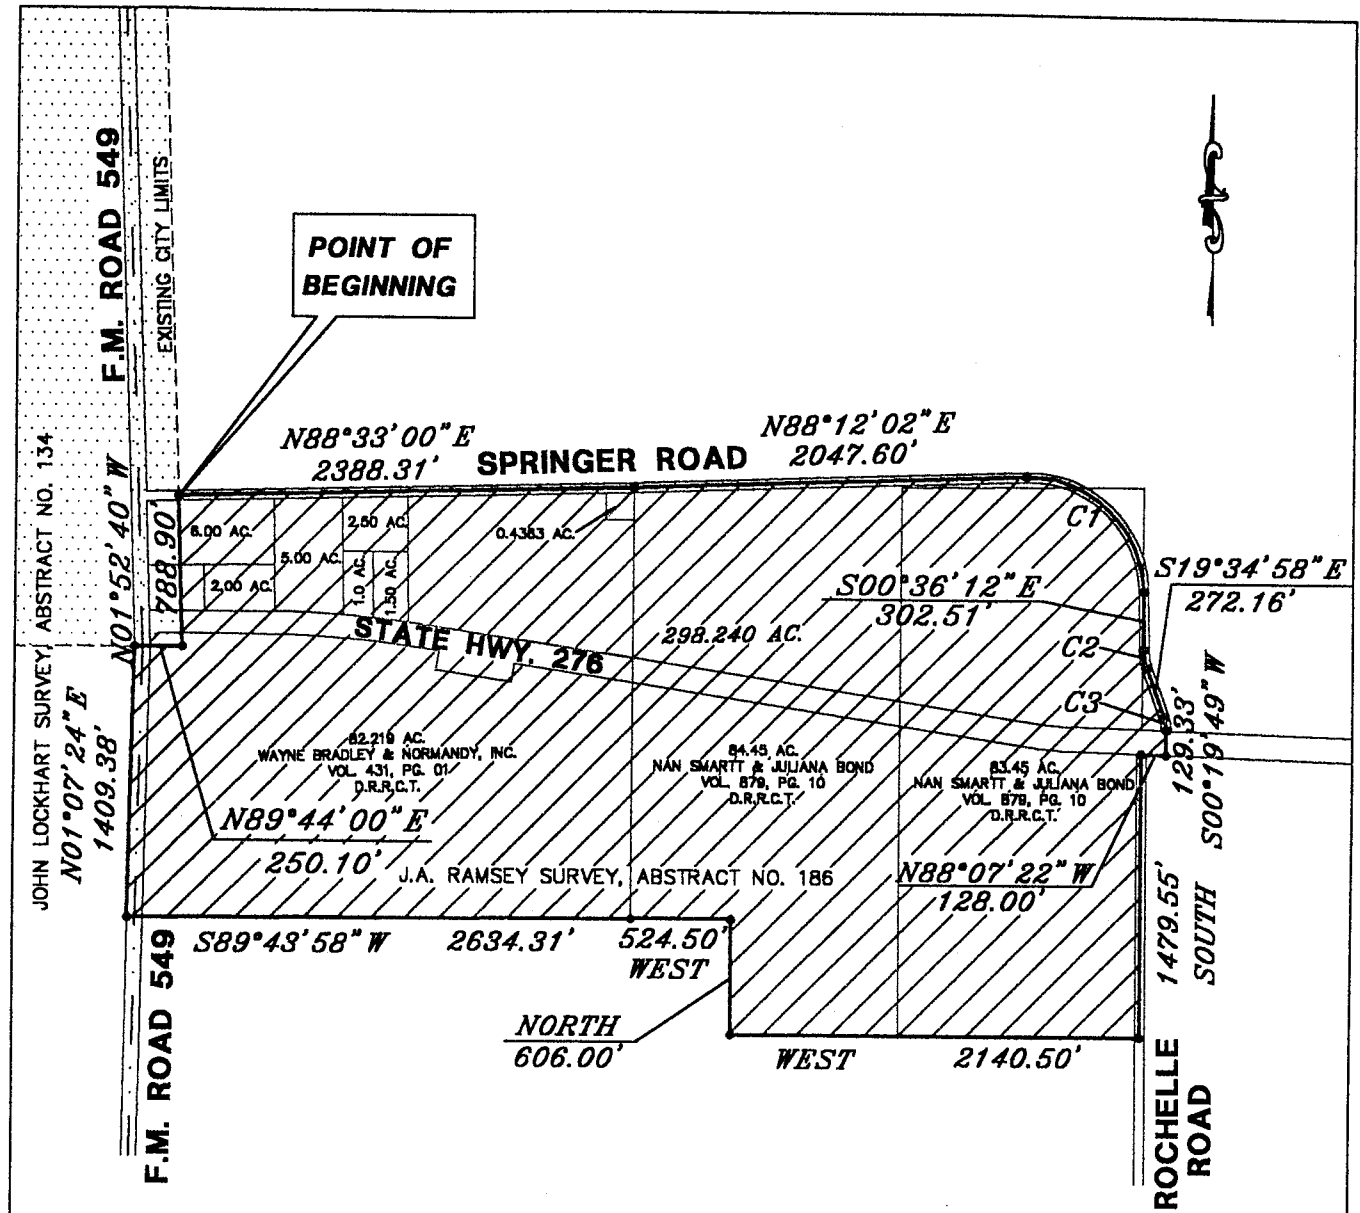 F.M. ROAD 549
EXISTING CITY LIMITS
POINT OF
BEGINNING
JOHN LOCKHART SURVEY, ABSTRACT NO. 134
N01°52'40"W
788.90'
N88°33'00"E
2388.31'
SPRINGER ROAD
N88°12'02"E
2047.60'
C1
6.00 AC.
2.00 AC.
5.00 AC.
2.50 AC.
1.0 AC.
1.50 AC.
0.4383 AC.
S00°36'12"E
302.51'
S19°34'58"E
272.16'
C2
C3
STATE HWY. 276
298.240 AC.
129.33'
S00°19'49"W
N01°07'24"E
1409.38'
82.219 AC.
WAYNE BRADLEY & NORMANDY, INC.
VOL. 431, PG. 01
D.R.R.C.T.
84.45 AC.
NAN SMARTT & JULIANA BOND
VOL. 879, PG. 10
D.R.R.C.T.
83.45 AC.
NAN SMARTT & JULIANA BOND
VOL. 879, PG. 10
D.R.R.C.T.
N89°44'00"E
250.10'
J.A. RAMSEY SURVEY, ABSTRACT NO. 186
N88°07'22"W
128.00'
1479.55'
SOUTH
S89°43'58"W
2634.31'
524.50'
WEST
F.M. ROAD 549
NORTH
606.00'
WEST
2140.50'
ROCHELLE
ROAD